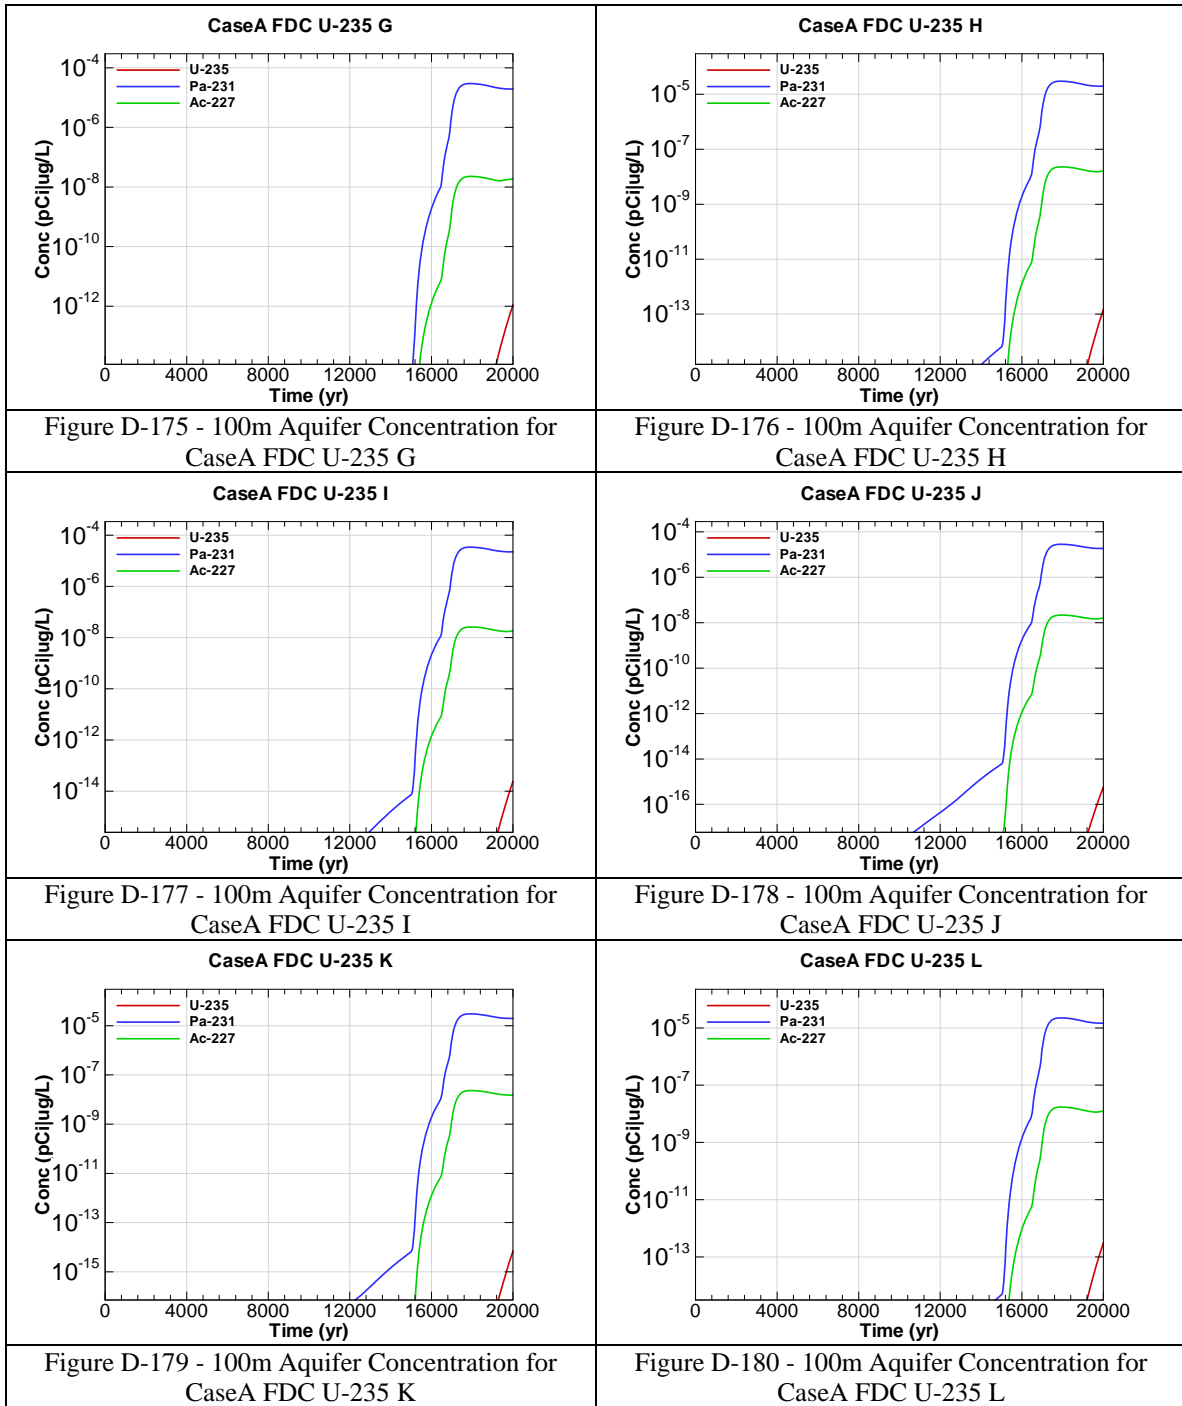 CaseA FDC U-235 G
U-235
Pa-231
Ac-227
10-4
10-6
10-8
10-10
10-12
Conc (pCi|ug/L)
0 4000 8000 12000 16000 20000
Time (yr)
Figure D-175 - 100m Aquifer Concentration for
CaseA FDC U-235 G
CaseA FDC U-235 H
U-235
Pa-231
Ac-227
10-5
10-7
10-9
10-11
10-13
Conc (pCi|ug/L)
0 4000 8000 12000 16000 20000
Time (yr)
Figure D-176 - 100m Aquifer Concentration for
CaseA FDC U-235 H
CaseA FDC U-235 I
U-235
Pa-231
Ac-227
10-4
10-6
10-8
10-10
10-12
10-14
Conc (pCi|ug/L)
0 4000 8000 12000 16000 20000
Time (yr)
Figure D-177 - 100m Aquifer Concentration for
CaseA FDC U-235 I
CaseA FDC U-235 J
U-235
Pa-231
Ac-227
10-4
10-6
10-8
10-10
10-12
10-14
10-16
Conc (pCi|ug/L)
0 4000 8000 12000 16000 20000
Time (yr)
Figure D-178 - 100m Aquifer Concentration for
CaseA FDC U-235 J
CaseA FDC U-235 K
U-235
Pa-231
Ac-227
10-5
10-7
10-9
10-11
10-13
10-15
Conc (pCi|ug/L)
0 4000 8000 12000 16000 20000
Time (yr)
Figure D-179 - 100m Aquifer Concentration for
CaseA FDC U-235 K
CaseA FDC U-235 L
U-235
Pa-231
Ac-227
10-5
10-7
10-9
10-11
10-13
Conc (pCi|ug/L)
0 4000 8000 12000 16000 20000
Time (yr)
Figure D-180 - 100m Aquifer Concentration for
CaseA FDC U-235 L